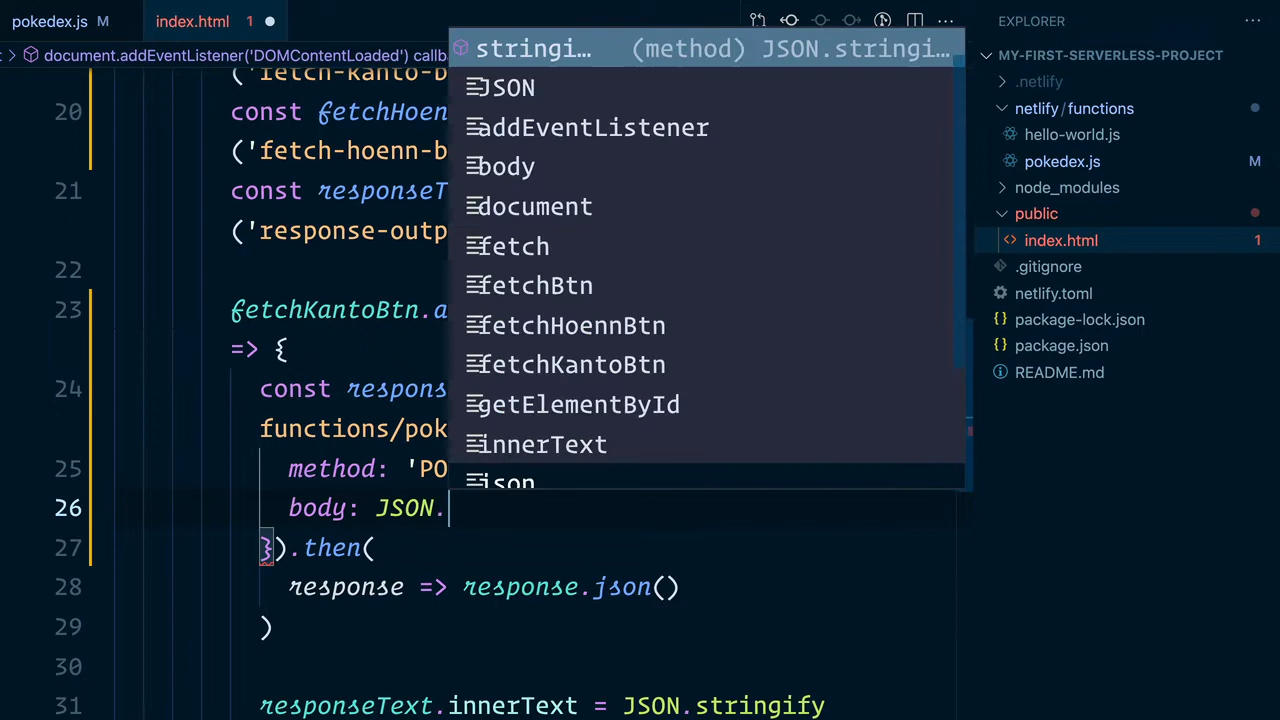 pokedex.js M
index.html 1
document.addEventListener('DOMContentLoaded') callb
('fetch-kanto-b
20 const fetchHoen
('fetch-hoenn-b
21 const responseT
('response-outp
22
23 fetchKantoBtn.a
=> {
24 const respons
functions/pok
25 method: 'PO
26 body: JSON.
27 }).then(
28 response => response.json()
29 )
30
31 responseText.innerText = JSON.stringify
stringi… (method) JSON.stringi…
JSON
addEventListener
body
document
fetch
fetchBtn
fetchHoennBtn
fetchKantoBtn
getElementById
innerText
json
EXPLORER
MY-FIRST-SERVERLESS-PROJECT
.netlify
netlify/functions
hello-world.js
pokedex.js M
node_modules
public
index.html 1
.gitignore
netlify.toml
package-lock.json
package.json
README.md